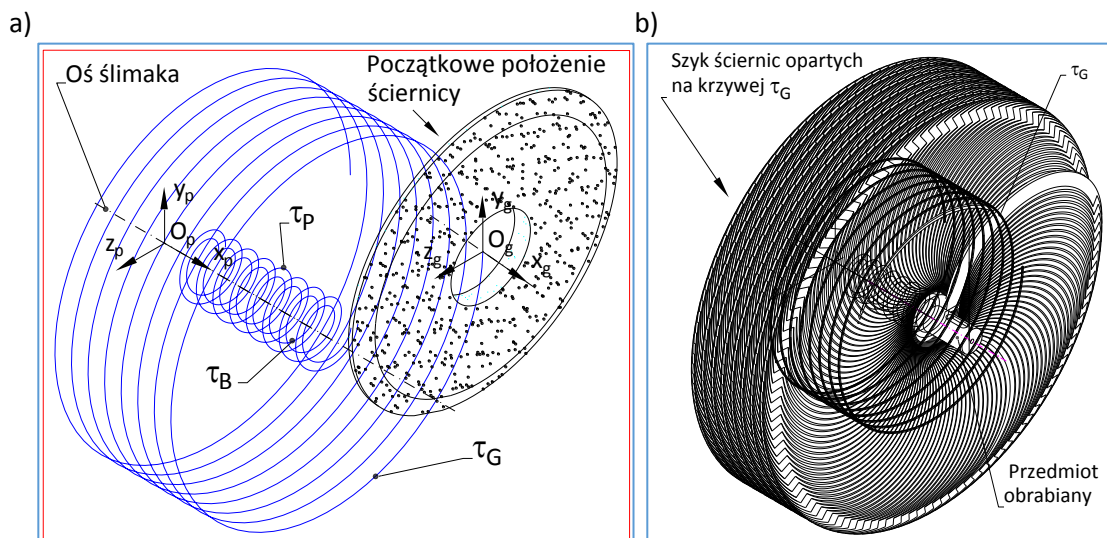 a)
Oś ślimaka
Początkowe położenie
ściernicy
yp
zp
Op
xp
τP
τB
τG
yg
Og
zg
xg
b)
Szyk ściernic opartych
na krzywej τG
τG
Przedmiot
obrabiany